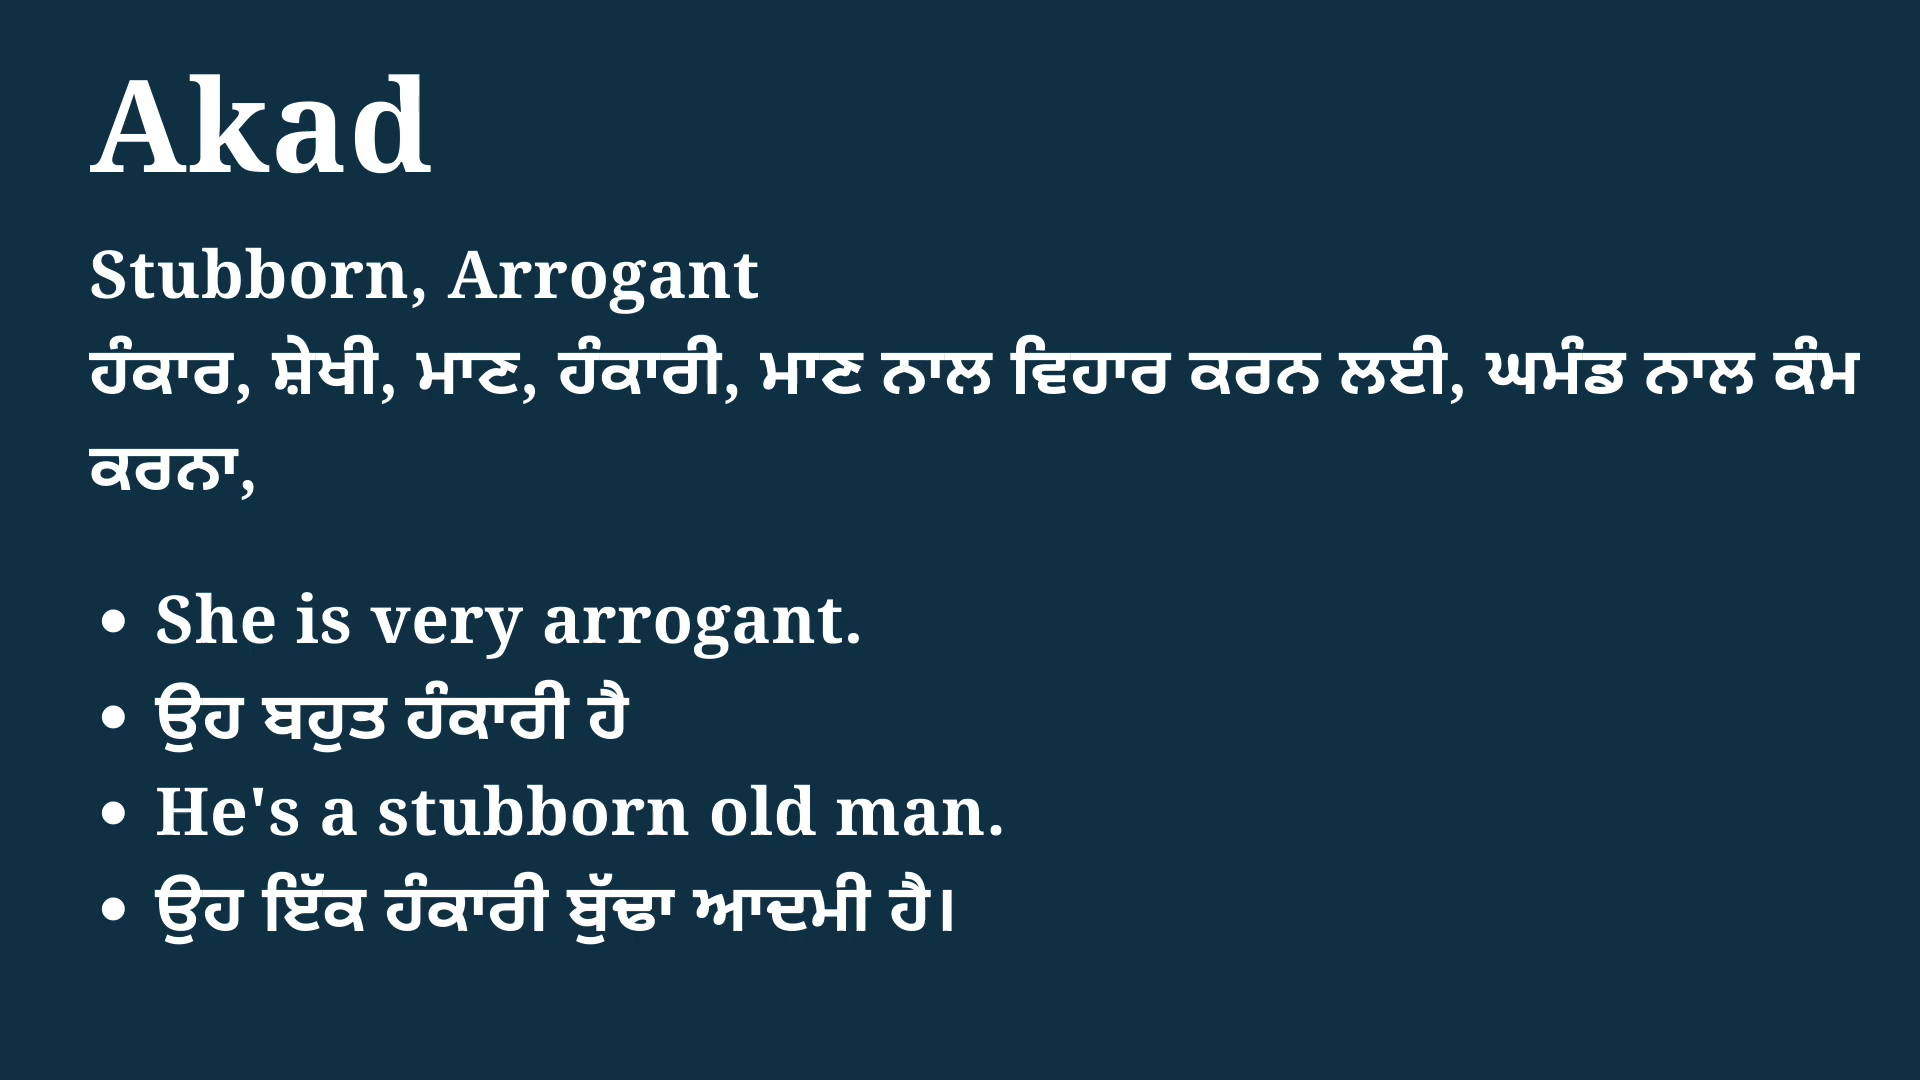 Akad
Stubborn, Arrogant
ਹੰਕਾਰ, ਸ਼ੇਖੀ, ਮਾਣ, ਹੰਕਾਰੀ, ਮਾਣ ਨਾਲ ਵਿਹਾਰ ਕਰਨ ਲਈ, ਘਮੰਡ ਨਾਲ ਕੰਮ
ਕਰਨਾ,
• She is very arrogant.
• ਉਹ ਬਹੁਤ ਹੰਕਾਰੀ ਹੈ
• He's a stubborn old man.
• ਉਹ ਇੱਕ ਹੰਕਾਰੀ ਬੁੱਢਾ ਆਦਮੀ ਹੈ।